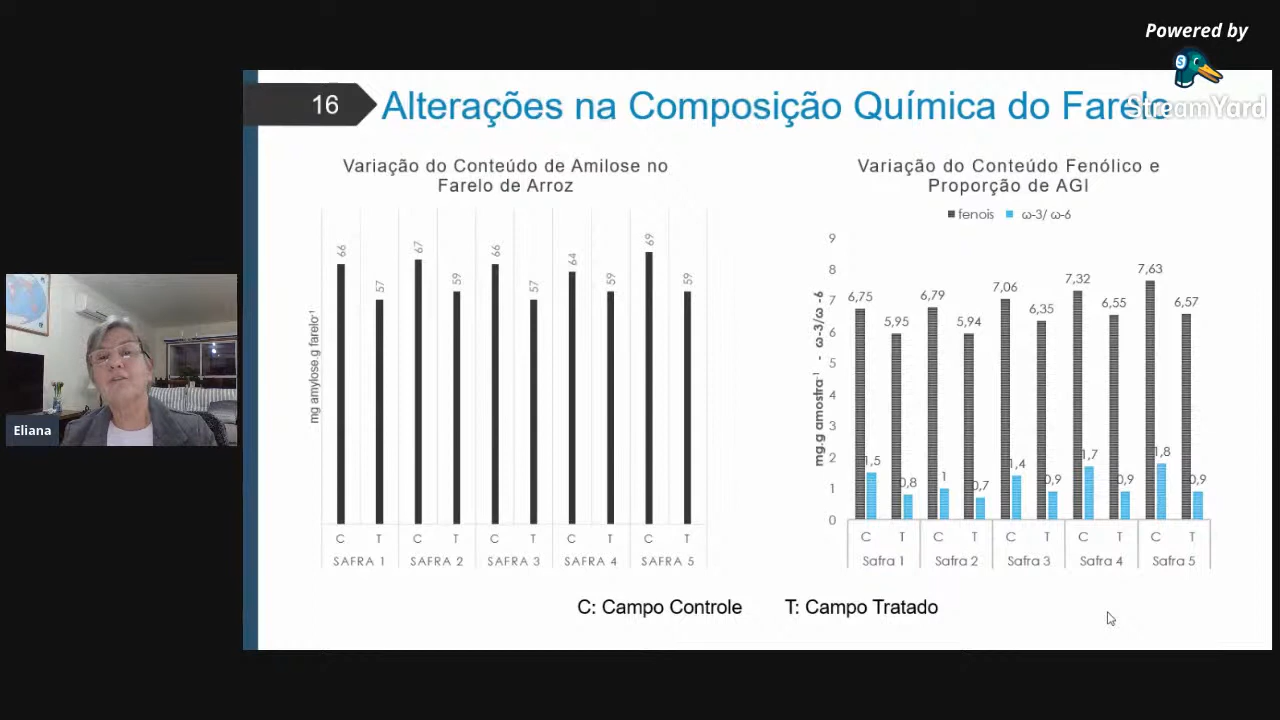 Powered by
StreamYard
16
Alterações na Composição Química do Farelo
Variação do Conteúdo de Amilose no
Farelo de Arroz
mg amylose.g farelo⁻¹
66
57
67
59
66
57
64
59
69
59
C T C T C T C T C T
SAFRA 1 SAFRA 2 SAFRA 3 SAFRA 4 SAFRA 5
Variação do Conteúdo Fenólico e
Proporção de AGI
fenois ω-3/ ω-6
mg.g amostra⁻¹ - ω-3/ω -6
9
8
7
6
5
4
3
2
1
0
6,75 5,95 6,79 5,94 7,06 6,35 7,32 6,55 7,63 6,57
1,5 0,8 1 0,7 1,4 0,9 1,7 0,9 1,8 0,9
C T C T C T C T C T
Safra 1 Safra 2 Safra 3 Safra 4 Safra 5
C: Campo Controle T: Campo Tratado
Eliana